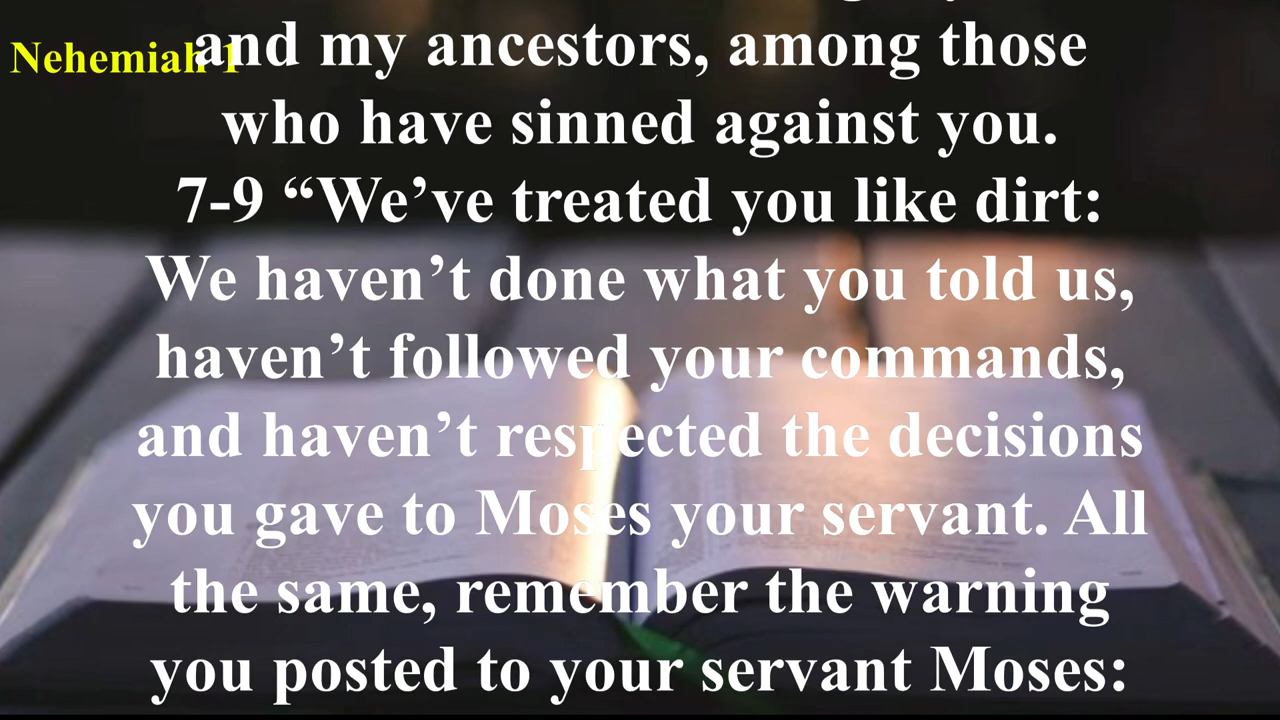 Nehemiah 1
and my ancestors, among those
who have sinned against you.
7-9 “We’ve treated you like dirt:
We haven’t done what you told us,
haven’t followed your commands,
and haven’t respected the decisions
you gave to Moses your servant. All
the same, remember the warning
you posted to your servant Moses: